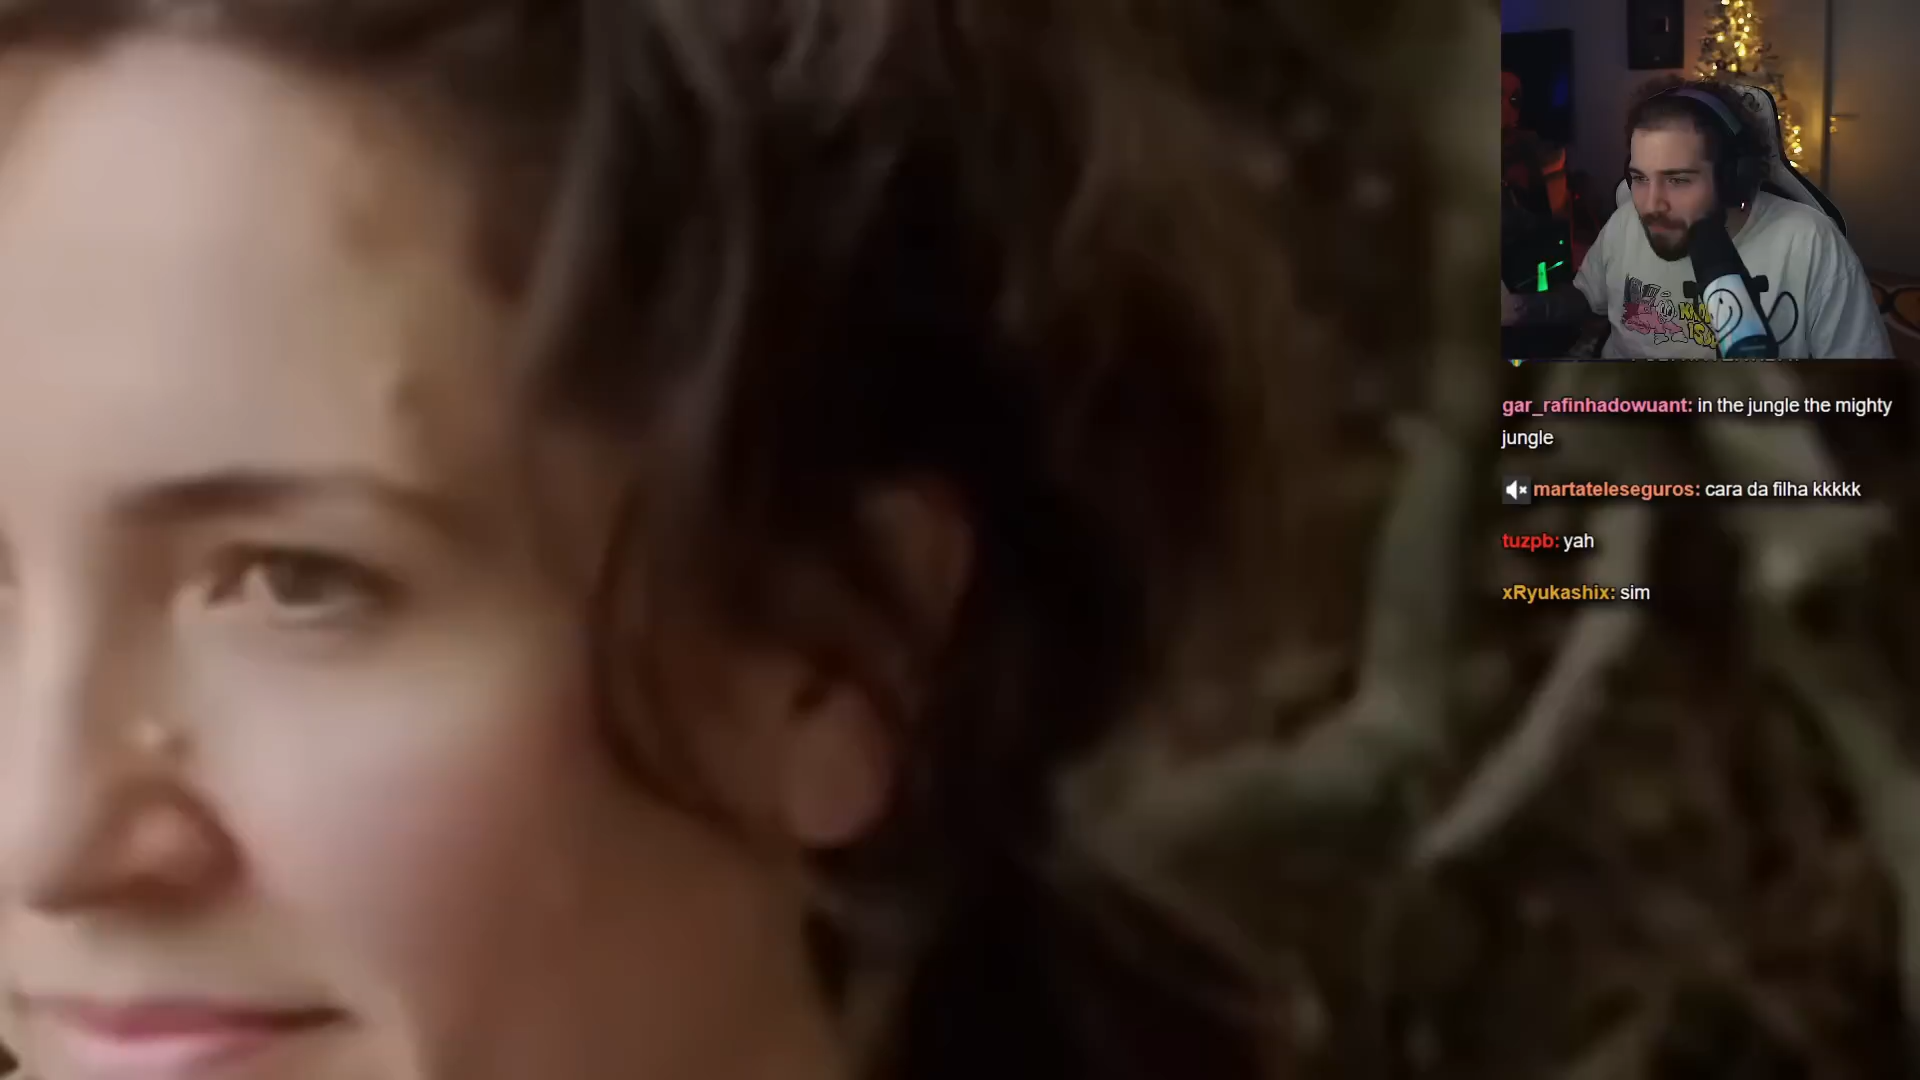 gar_rafinhadowuant: in the jungle the mighty
jungle
martateleseguros: cara da filha kkkkk
tuzpb: yah
xRyukashix: sim